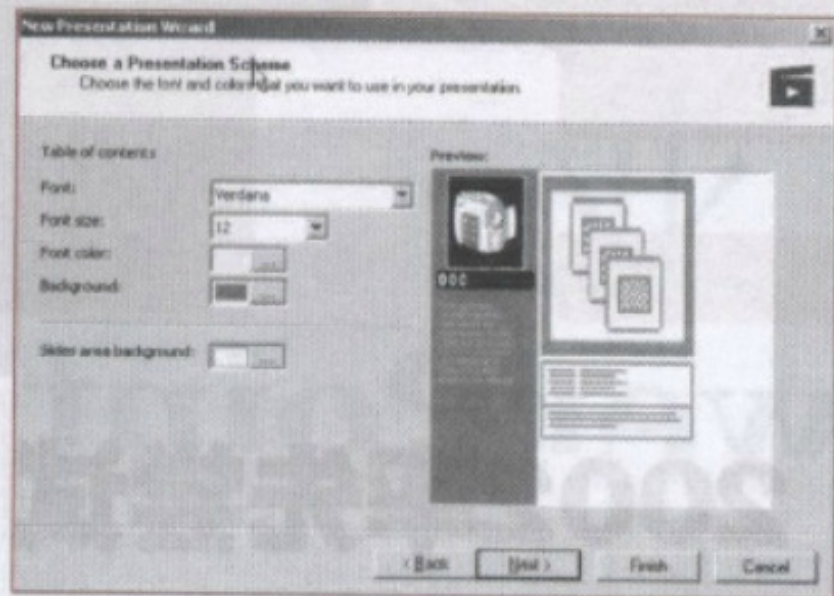 New Presentation Wizard
Choose a Presentation Scheme
Choose the font and colors that you want to use in your presentation.
Table of contents
Preview:
Font:
Verdana
Font size:
12
Font color:
...
Background:
...
Slides area background:
...
< Back
Next >
Finish
Cancel